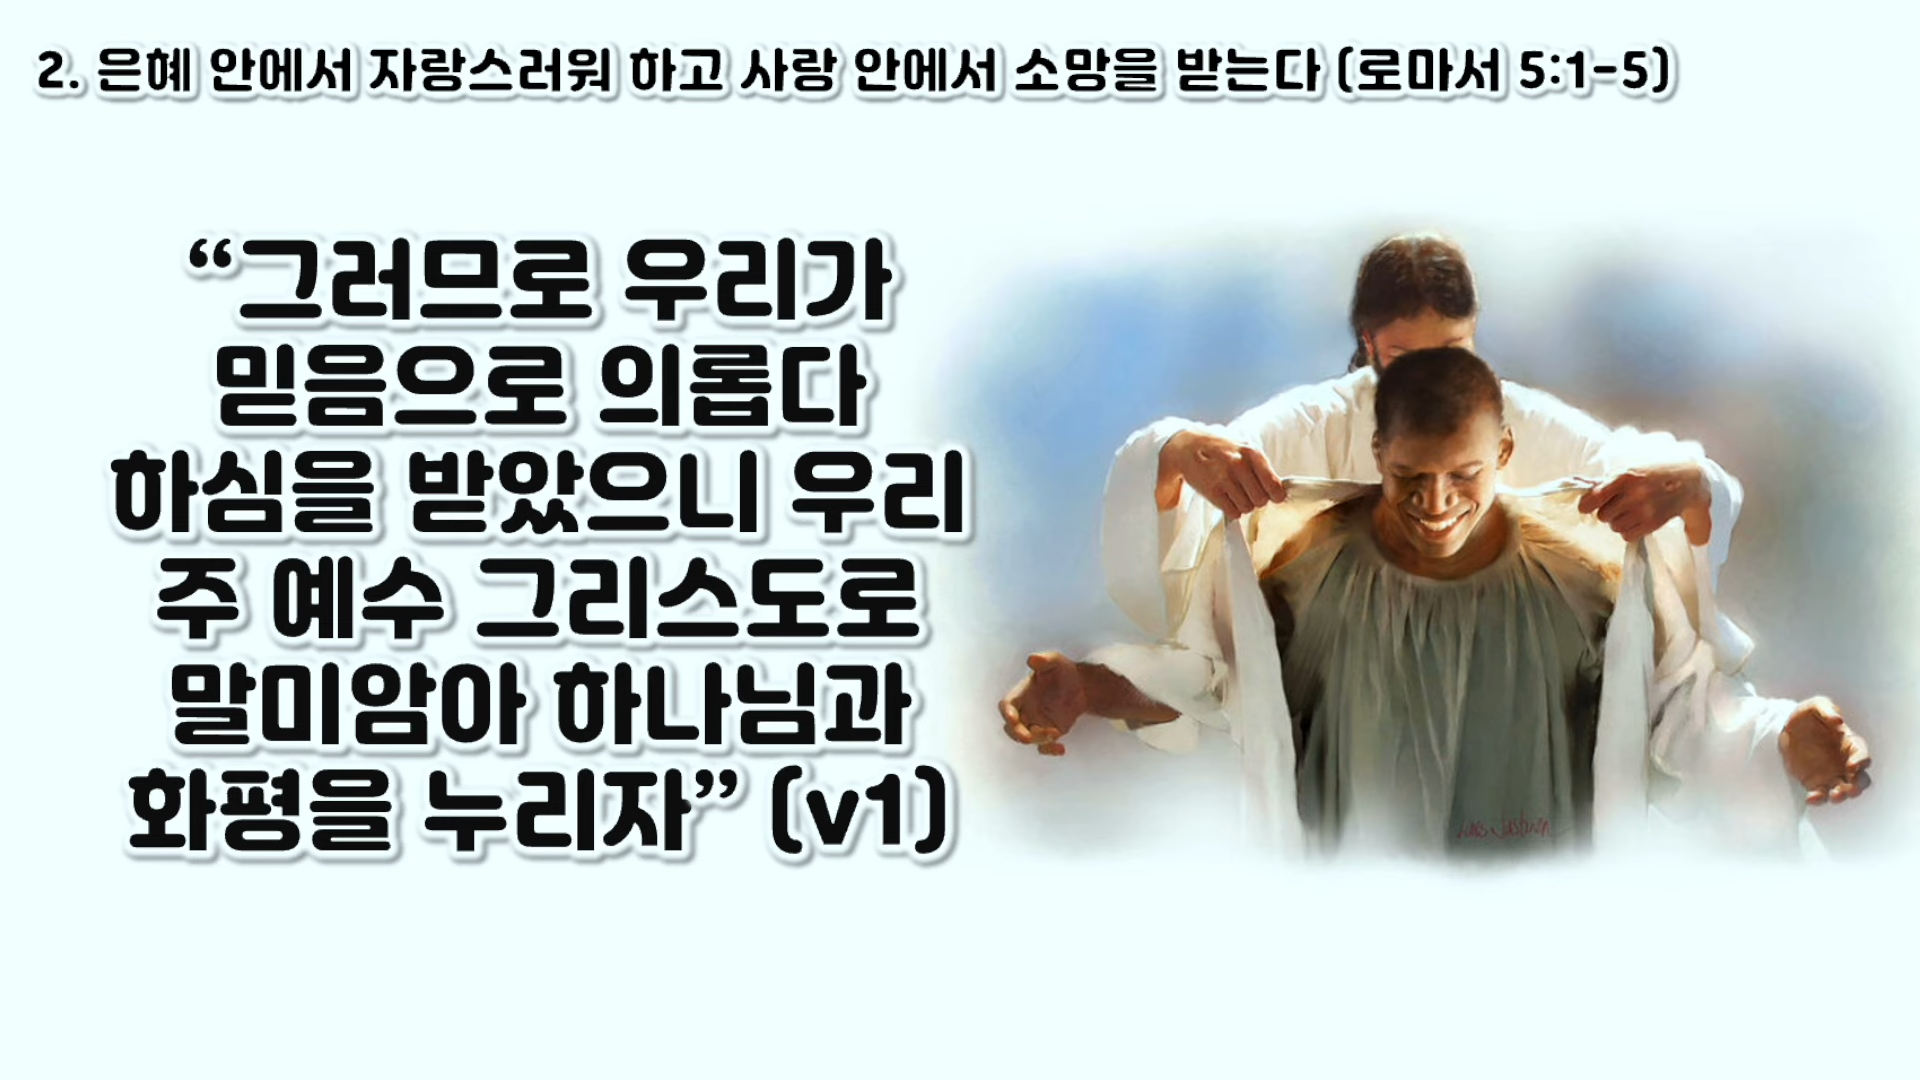 2. 은혜 안에서 자랑스러워 하고 사랑 안에서 소망을 받는다 (로마서 5:1-5)
“그러므로 우리가
믿음으로 의롭다
하심을 받았으니 우리
주 예수 그리스도로
말미암아 하나님과
화평을 누리자” (v1)